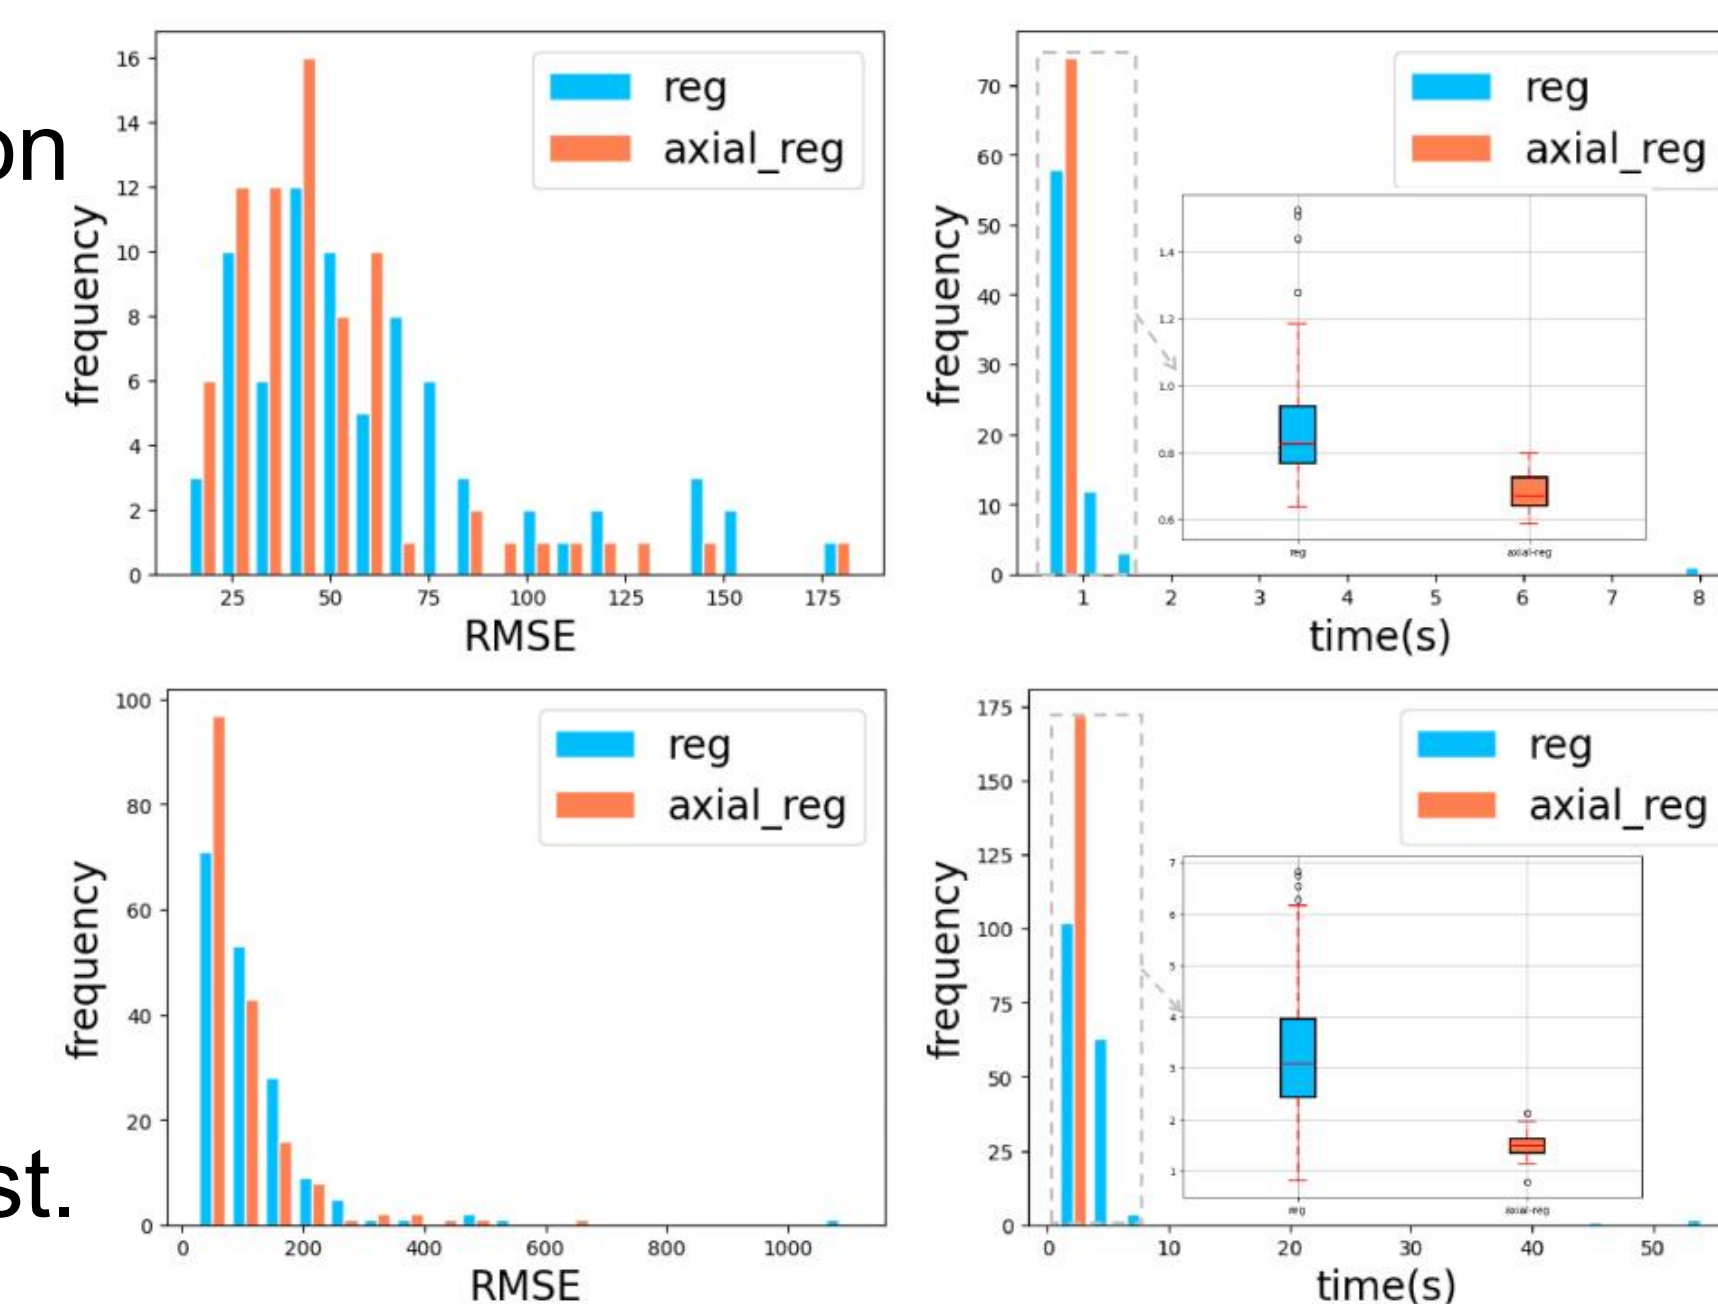 on
st.
16
14
12
10
8
6
4
2
0
frequency
25 50 75 100 125 150 175
RMSE
reg
axial_reg
70
60
50
40
30
20
10
0
frequency
1 2 3 4 5 6 7 8
time(s)
reg
axial_reg
1.4
1.2
1.0
0.8
0.6
reg axial-reg
100
80
60
40
20
0
frequency
0 200 400 600 800 1000
RMSE
reg
axial_reg
175
150
125
100
75
50
25
0
frequency
0 10 20 30 40 50
time(s)
reg
axial_reg
7
6
5
4
3
2
1
reg axial-reg